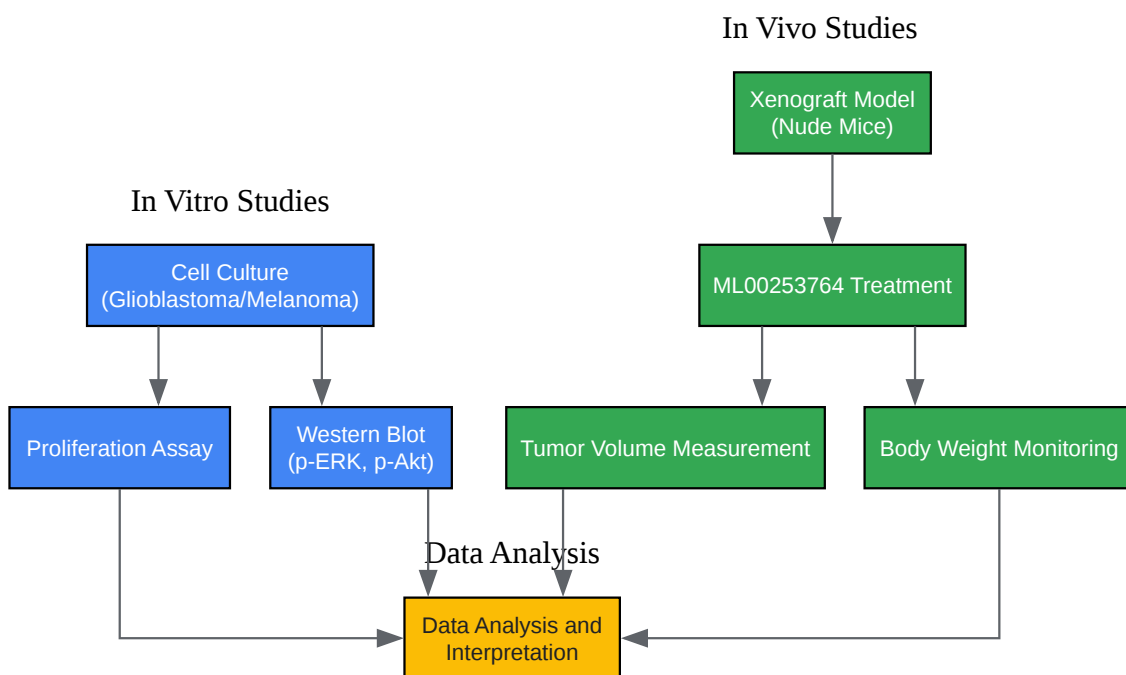 In Vivo Studies
Xenograft Model
(Nude Mice)
In Vitro Studies
Cell Culture
(Glioblastoma/Melanoma)
ML00253764 Treatment
Proliferation Assay
Western Blot
(p-ERK, p-Akt)
Tumor Volume Measurement
Body Weight Monitoring
Data Analysis
Data Analysis and
Interpretation